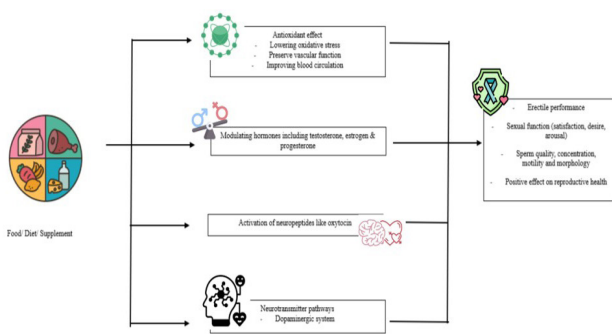 Antioxidant effect
- Lowering oxidative stress
- Preserve vascular function
- Improving blood circulation
Modulating hormones including testosterone, estrogen &
progesterone
Activation of neuropeptides like oxytocin
Neurotransmitter pathways
- Dopaminergic system
Food/ Diet/ Supplement
- Erectile performance
- Sexual function (satisfaction, desire,
arousal)
- Sperm quality, concentration,
motility and morphology
- Positive effect on reproductive health